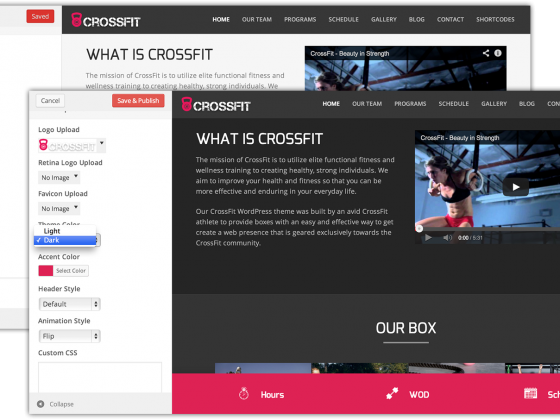 Saved
CROSSFIT
HOME OUR TEAM PROGRAMS SCHEDULE GALLERY BLOG CONTACT SHORTCODES
WHAT IS CROSSFIT
The mission of CrossFit is to utilize elite functional fitness and
wellness training to creating healthy, strong individuals. We
CrossFit - Beauty in Strength
Cancel
Save & Publish
Logo Upload
CROSSFIT
Retina Logo Upload
No Image
Favicon Upload
No Image
Theme Color
Light
✓ Dark
Accent Color
Select Color
Header Style
Default
Animation Style
Flip
Custom CSS
Collapse
CROSSFIT
HOME OUR TEAM PROGRAMS SCHEDULE GALLERY BLOG CON
WHAT IS CROSSFIT
The mission of CrossFit is to utilize elite functional fitness and
wellness training to creating healthy, strong individuals. We
aim to improve your health and fitness so that you can be
more effective and enduring in your everyday life.
Our CrossFit WordPress theme was built by an avid CrossFit
athlete to provide boxes with an easy and effective way to get
create a web presence that is geared exclusively towards the
CrossFit community.
CrossFit - Beauty in Strength
0:00 / 5:31
OUR BOX
Hours
WOD
Sch